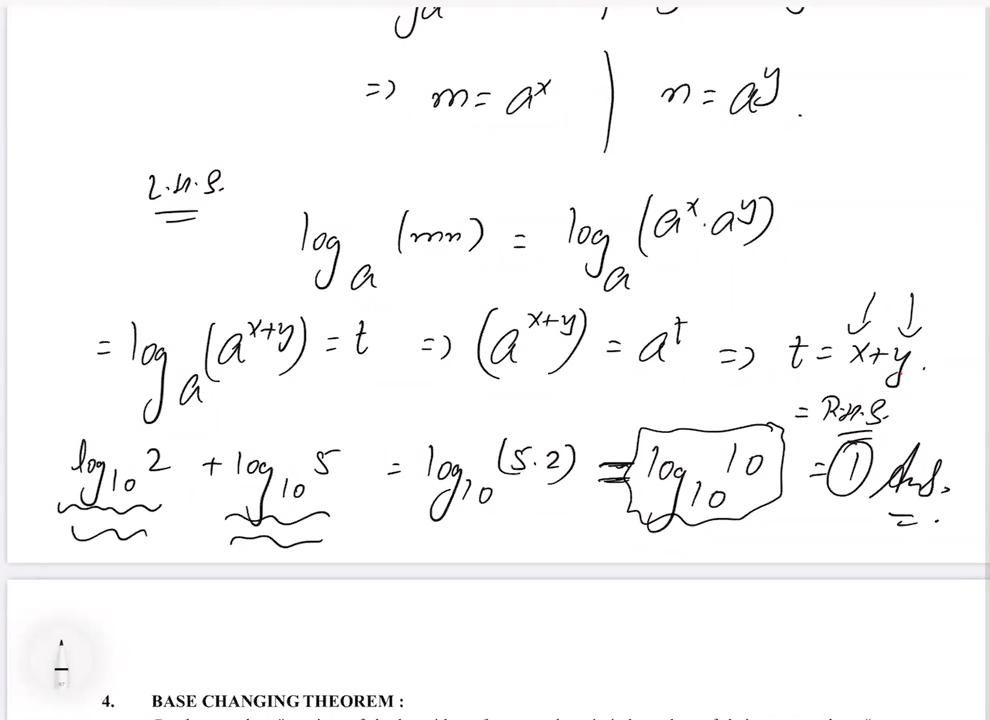 => m = a^x | n = a^y.
L.H.S.
log_a (mn) = log_a (a^x . a^y)
= log_a (a^(x+y)) = t => (a^(x+y)) = a^t => t = x+y.
= R.H.S.
log_10 2 + log_10 5 = log_10 (5.2) = log_10 10 = 1 Ans.
4. BASE CHANGING THEOREM :